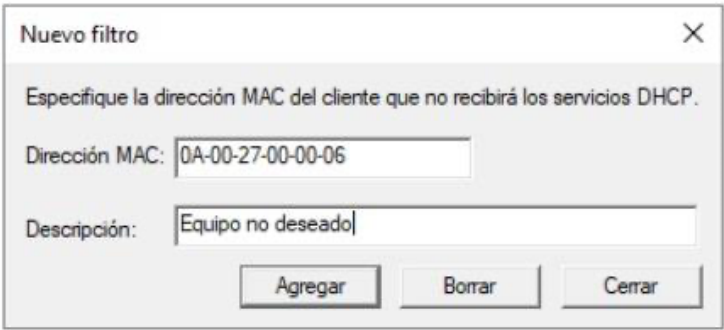 Nuevo filtro
Especifique la dirección MAC del cliente que no recibirá los servicios DHCP.
Dirección MAC: 0A-00-27-00-00-06
Descripción: Equipo no deseado
Agregar Borrar Cerrar